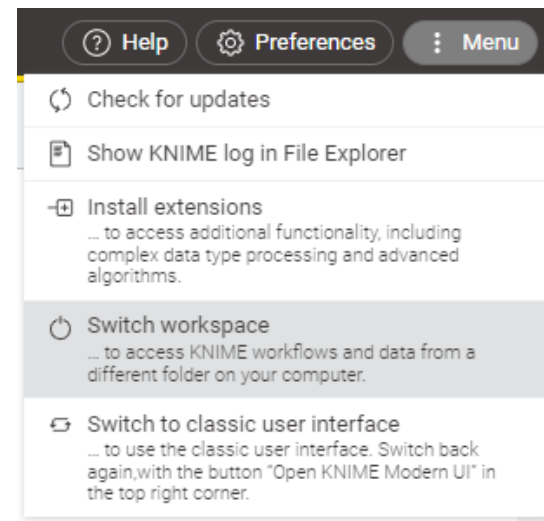 Help Preferences Menu
Check for updates
Show KNIME log in File Explorer
Install extensions
... to access additional functionality, including
complex data type processing and advanced
algorithms.
Switch workspace
... to access KNIME workflows and data from a
different folder on your computer.
Switch to classic user interface
... to use the classic user interface. Switch back
again,with the button “Open KNIME Modern UI” in
the top right corner.